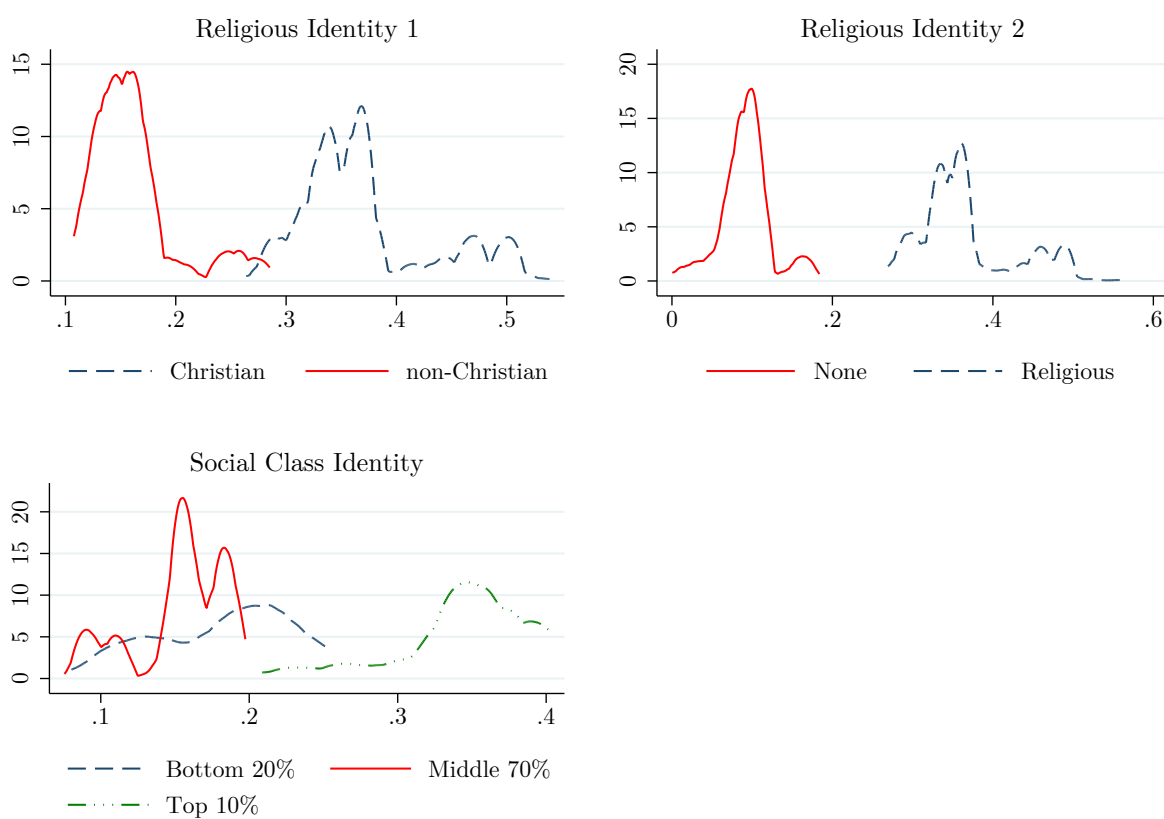 Religious Identity 1
15
10
5
0
.1 .2 .3 .4 .5
Christian non-Christian
Religious Identity 2
20
15
10
5
0
0 .2 .4 .6
None Religious
Social Class Identity
20
15
10
5
0
.1 .2 .3 .4
Bottom 20% Middle 70%
Top 10%